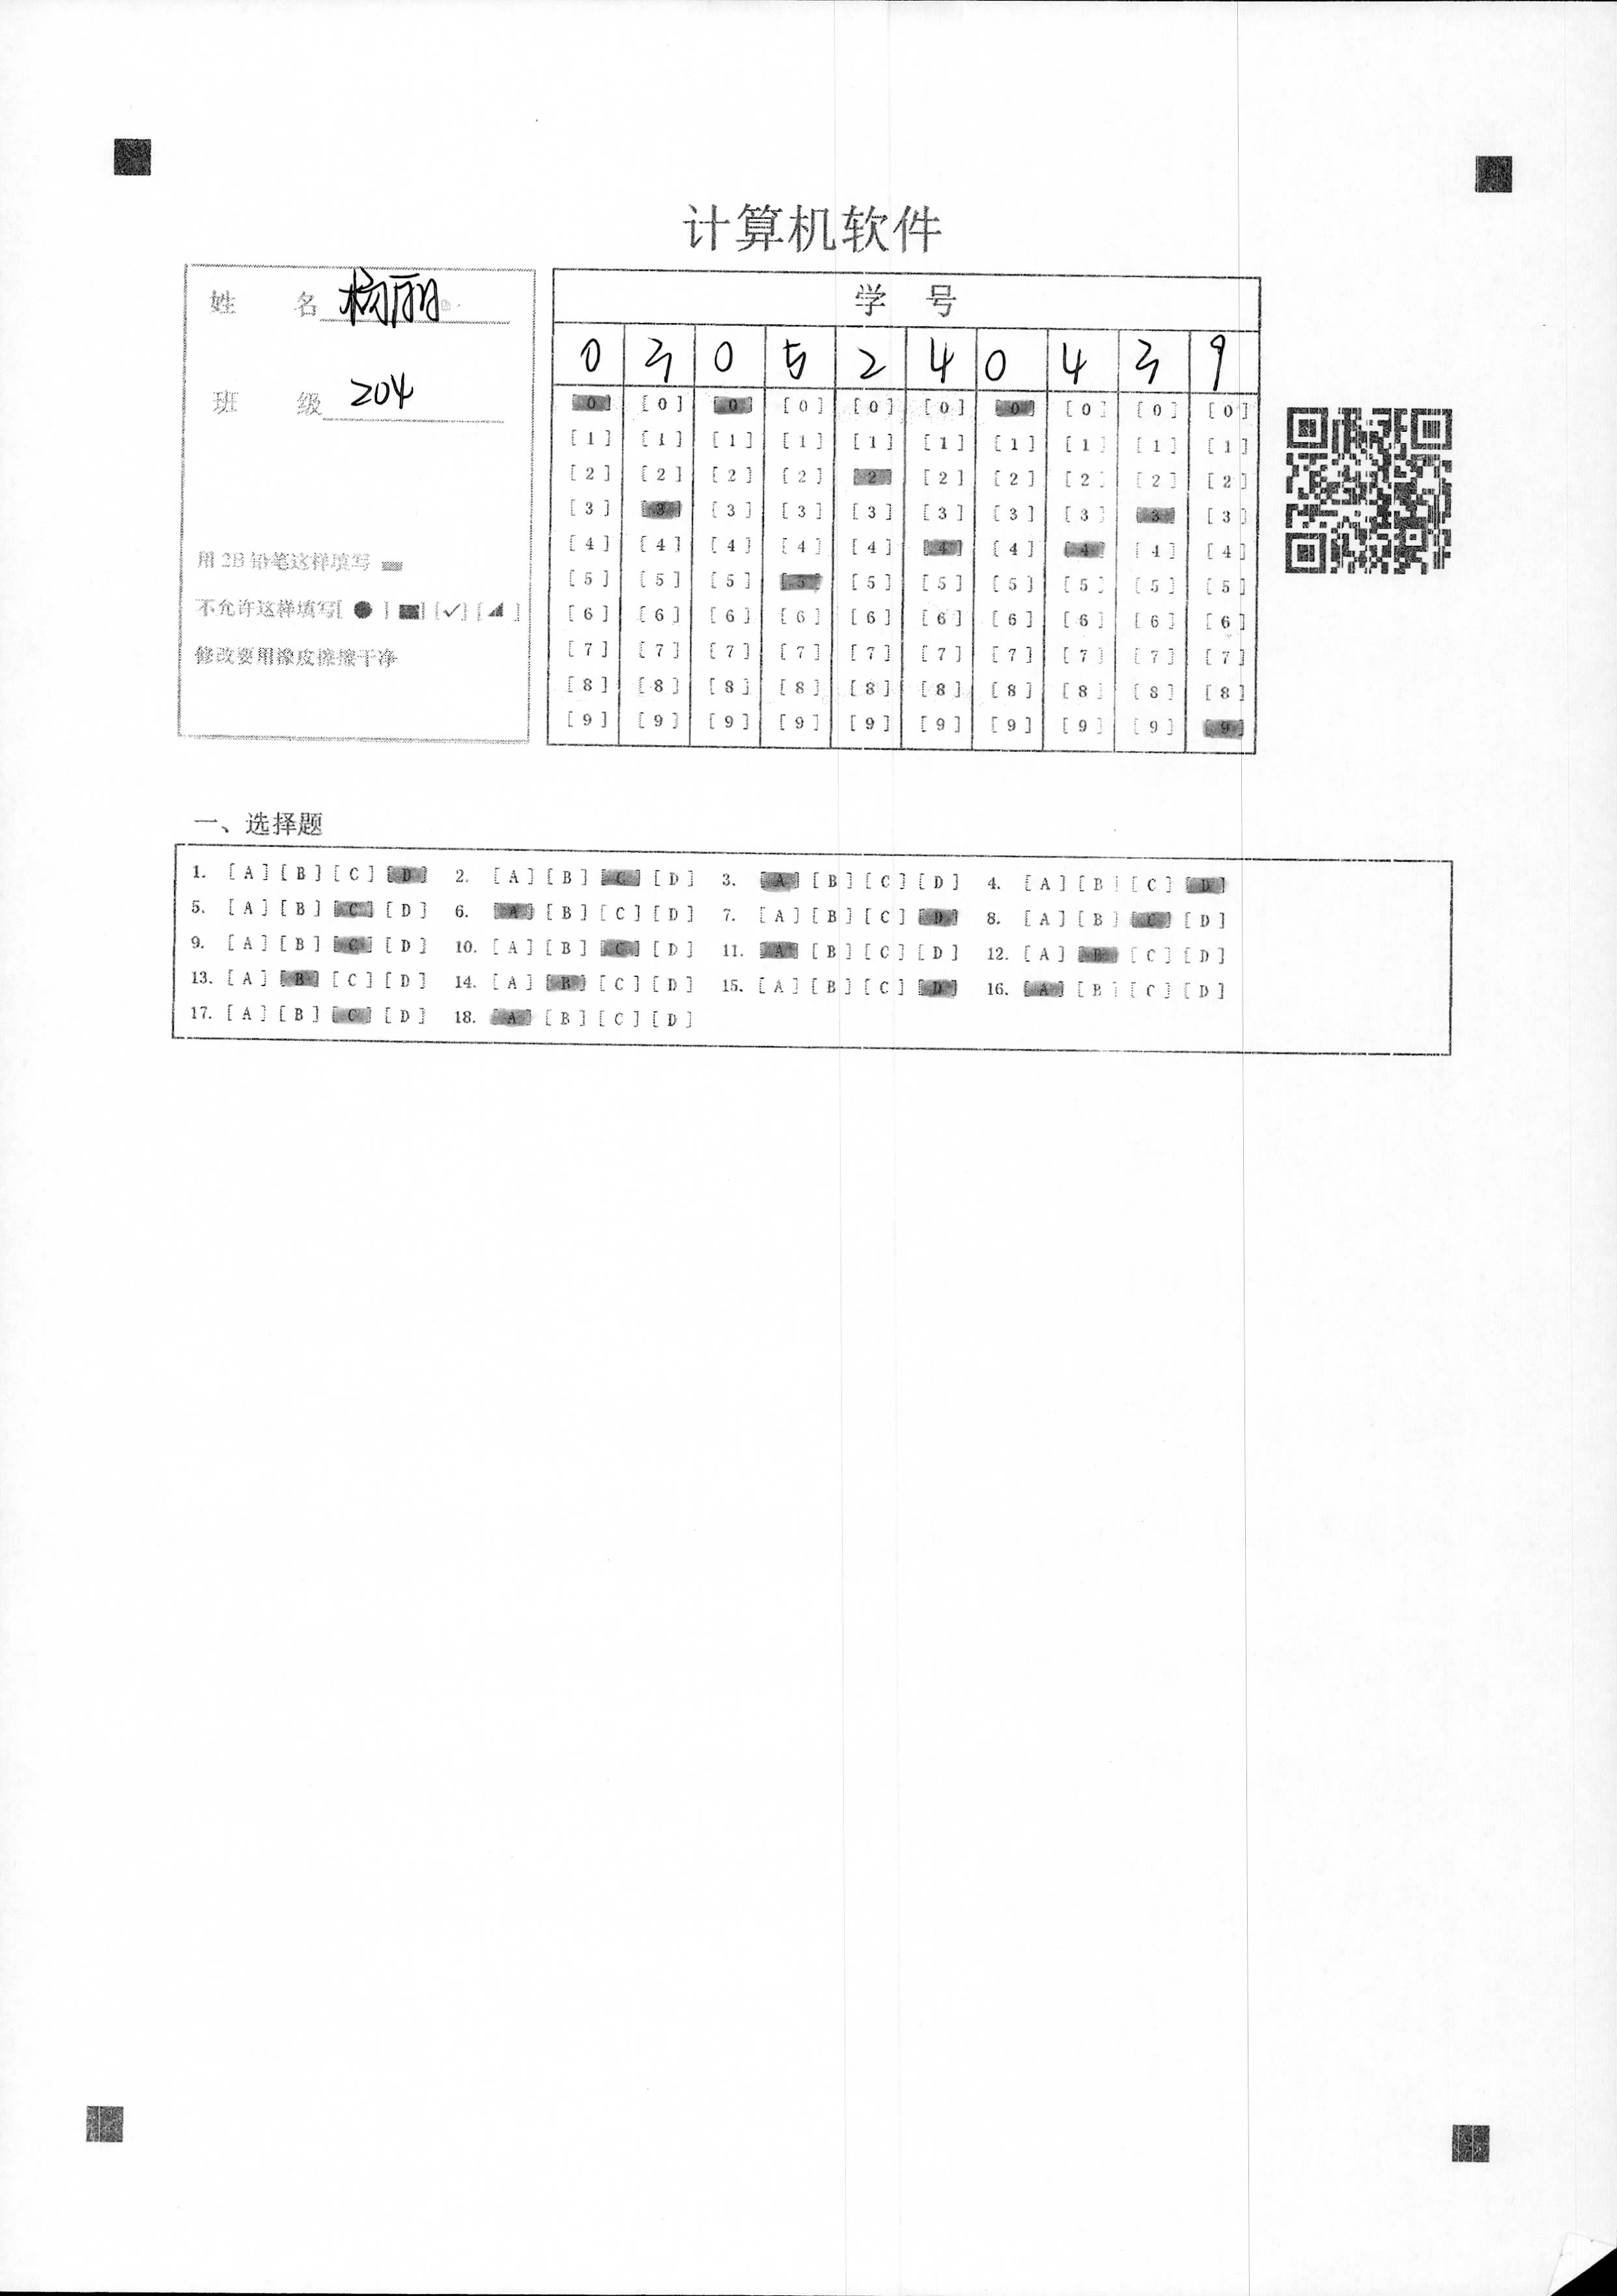 计算机软件
姓 名 杨丽
班 级 204
用 2B 铅笔这样填写
不允许这样填写[ ● ] [■] [✓] [◢ ]
修改要用橡皮擦擦干净
学 号
0 3 0 5 2 4 0 4 3 9
[0] [0] [0] [0] [0] [0] [0] [0] [0] [0]
[1] [1] [1] [1] [1] [1] [1] [1] [1] [1]
[2] [2] [2] [2] [2] [2] [2] [2] [2] [2]
[3] [3] [3] [3] [3] [3] [3] [3] [3] [3]
[4] [4] [4] [4] [4] [4] [4] [4] [4] [4]
[5] [5] [5] [5] [5] [5] [5] [5] [5] [5]
[6] [6] [6] [6] [6] [6] [6] [6] [6] [6]
[7] [7] [7] [7] [7] [7] [7] [7] [7] [7]
[8] [8] [8] [8] [8] [8] [8] [8] [8] [8]
[9] [9] [9] [9] [9] [9] [9] [9] [9] [9]
一、选择题
1. [A] [B] [C] [D] 2. [A] [B] [C] [D] 3. [A] [B] [C] [D] 4. [A] [B] [C] [D]
5. [A] [B] [C] [D] 6. [A] [B] [C] [D] 7. [A] [B] [C] [D] 8. [A] [B] [C] [D]
9. [A] [B] [C] [D] 10. [A] [B] [C] [D] 11. [A] [B] [C] [D] 12. [A] [B] [C] [D]
13. [A] [B] [C] [D] 14. [A] [B] [C] [D] 15. [A] [B] [C] [D] 16. [A] [B] [C] [D]
17. [A] [B] [C] [D] 18. [A] [B] [C] [D]